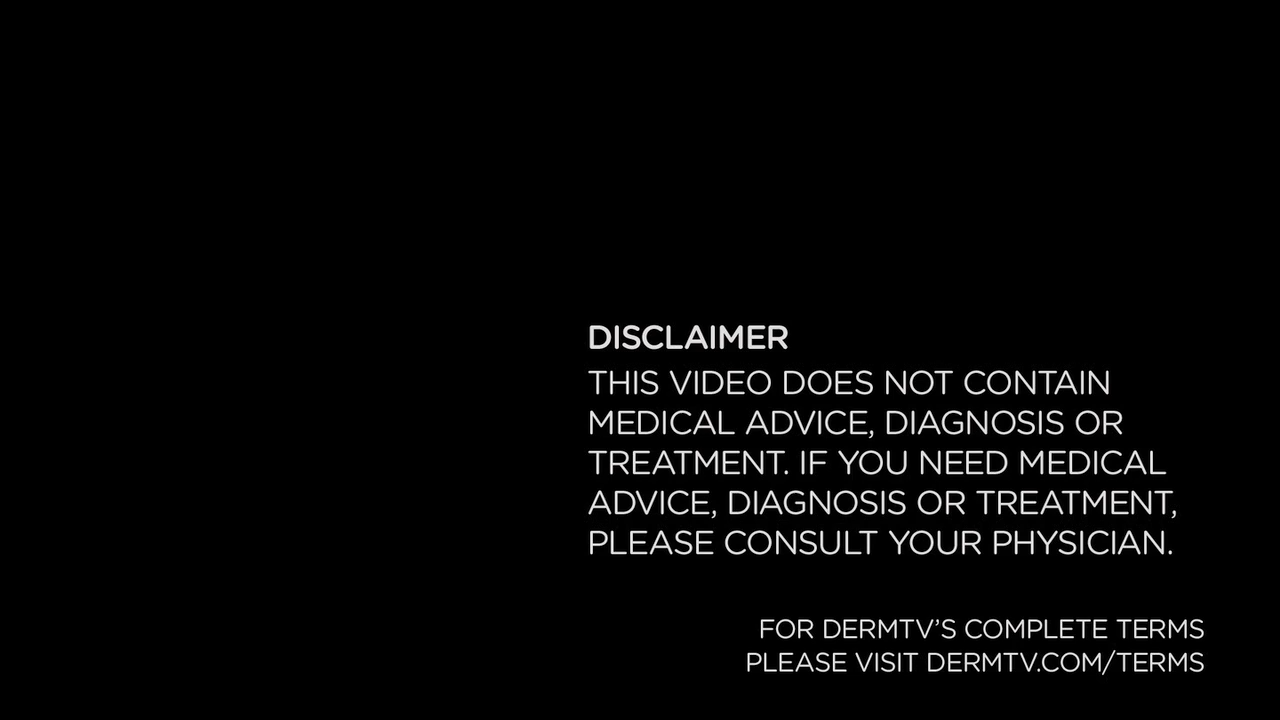 DISCLAIMER
THIS VIDEO DOES NOT CONTAIN
MEDICAL ADVICE, DIAGNOSIS OR
TREATMENT. IF YOU NEED MEDICAL
ADVICE, DIAGNOSIS OR TREATMENT,
PLEASE CONSULT YOUR PHYSICIAN.
FOR DERMTV’S COMPLETE TERMS
PLEASE VISIT DERMTV.COM/TERMS